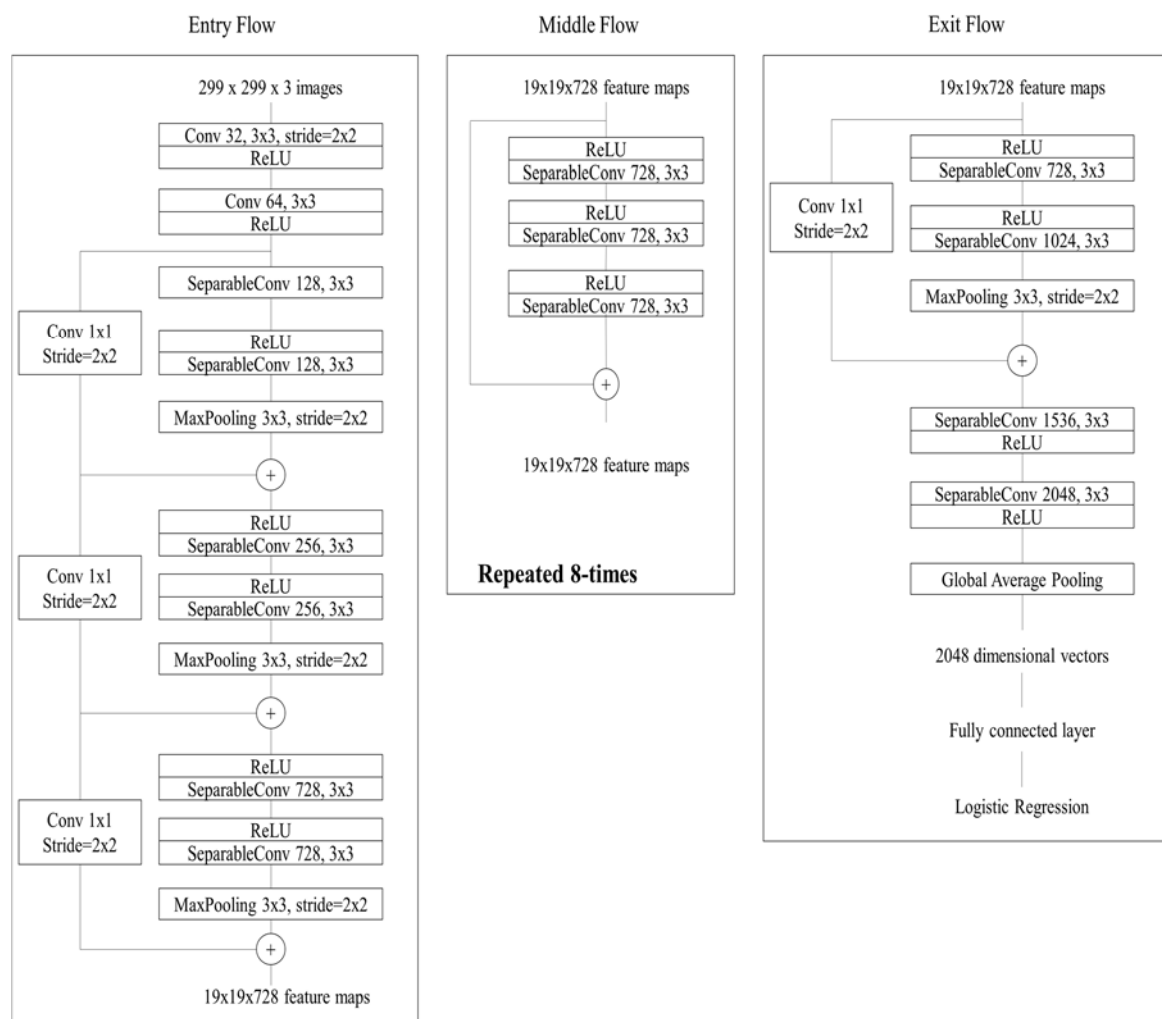 Entry Flow
299 x 299 x 3 images
Conv 32, 3x3, stride=2x2
ReLU
Conv 64, 3x3
ReLU
SeparableConv 128, 3x3
Conv 1x1
Stride=2x2
ReLU
SeparableConv 128, 3x3
MaxPooling 3x3, stride=2x2
+
ReLU
SeparableConv 256, 3x3
Conv 1x1
Stride=2x2
ReLU
SeparableConv 256, 3x3
MaxPooling 3x3, stride=2x2
+
ReLU
SeparableConv 728, 3x3
Conv 1x1
Stride=2x2
ReLU
SeparableConv 728, 3x3
MaxPooling 3x3, stride=2x2
+
19x19x728 feature maps
Middle Flow
19x19x728 feature maps
ReLU
SeparableConv 728, 3x3
ReLU
SeparableConv 728, 3x3
ReLU
SeparableConv 728, 3x3
+
19x19x728 feature maps
Repeated 8-times
Exit Flow
19x19x728 feature maps
ReLU
SeparableConv 728, 3x3
Conv 1x1
Stride=2x2
ReLU
SeparableConv 1024, 3x3
MaxPooling 3x3, stride=2x2
+
SeparableConv 1536, 3x3
ReLU
SeparableConv 2048, 3x3
ReLU
Global Average Pooling
2048 dimensional vectors
Fully connected layer
Logistic Regression